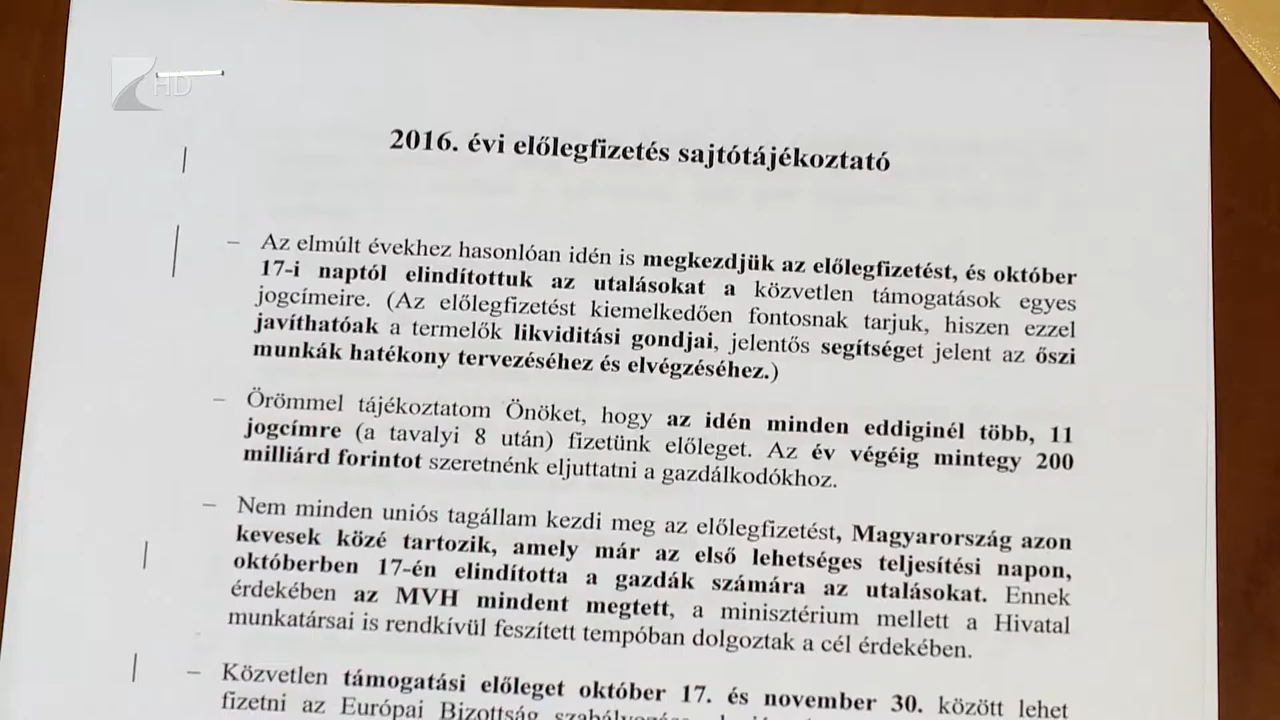 HD
2016. évi előlegfizetés sajtótájékoztató
– Az elmúlt évekhez hasonlóan idén is megkezdjük az előlegfizetést, és október
17-i naptól elindítottuk az utalásokat a közvetlen támogatások egyes
jogcímeire. (Az előlegfizetést kiemelkedően fontosnak tarjuk, hiszen ezzel
javíthatóak a termelők likviditási gondjai, jelentős segítséget jelent az őszi
munkák hatékony tervezéséhez és elvégzéséhez.)
– Örömmel tájékoztatom Önöket, hogy az idén minden eddiginél több, 11
jogcímre (a tavalyi 8 után) fizetünk előleget. Az év végéig mintegy 200
milliárd forintot szeretnénk eljuttatni a gazdálkodókhoz.
– Nem minden uniós tagállam kezdi meg az előlegfizetést, Magyarország azon
kevesek közé tartozik, amely már az első lehetséges teljesítési napon,
októberben 17-én elindította a gazdák számára az utalásokat. Ennek
érdekében az MVH mindent megtett, a minisztérium mellett a Hivatal
munkatársai is rendkívül feszített tempóban dolgoztak a cél érdekében.
– Közvetlen támogatási előleget október 17. és november 30. között lehet
fizetni az Európai Bizottság